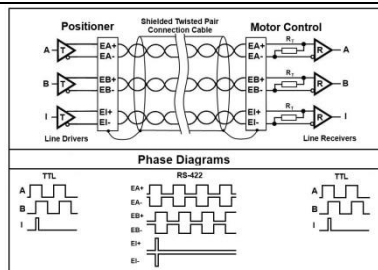 Positioner
Shielded Twisted Pair
Connection Cable
Motor Control
A
T
EA+
EA-
EA+
EA-
RT
R
A
B
T
EB+
EB-
EB+
EB-
RT
R
B
I
T
EI+
EI-
EI+
EI-
RT
R
I
Line Drivers
Line Receivers
Phase Diagrams
TTL
RS-422
TTL
A
B
I
EA+
EA-
EB+
EB-
EI+
EI-
A
B
I